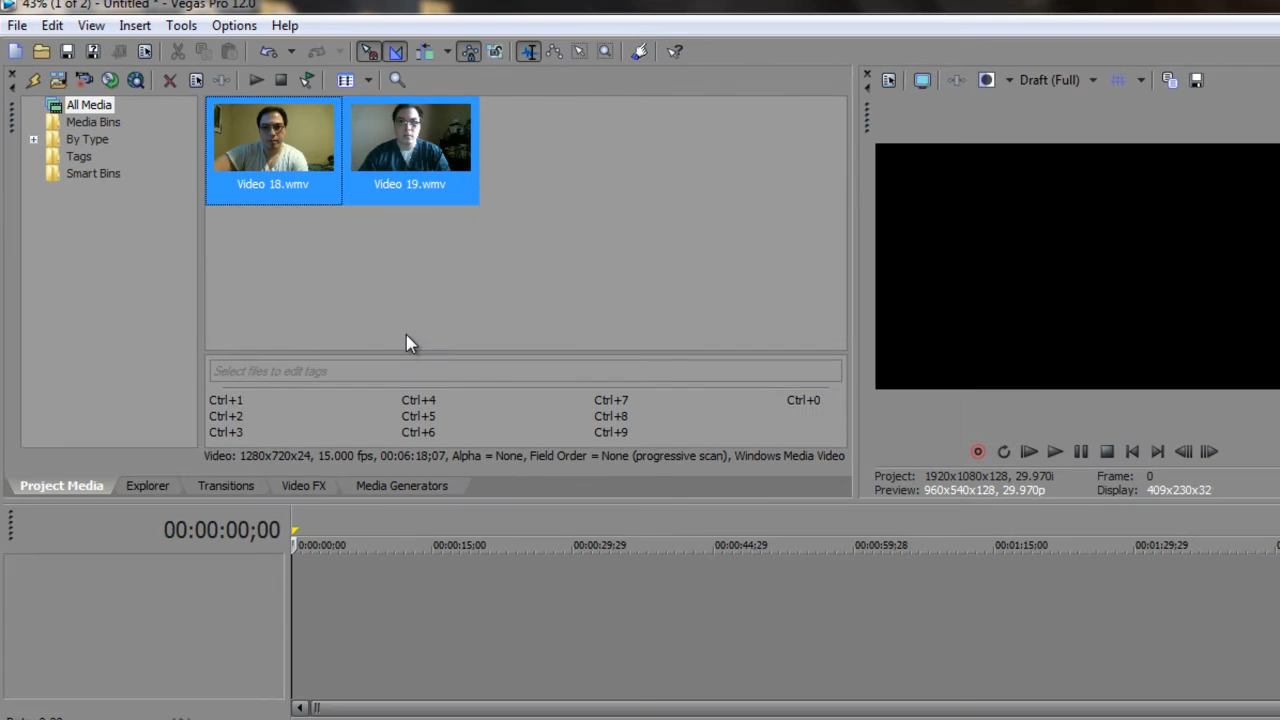 43% (1 of 2) - Untitled * - Vegas Pro 12.0
File Edit View Insert Tools Options Help
Draft (Full)
All Media
Media Bins
By Type
Tags
Smart Bins
Video 18.wmv
Video 19.wmv
Select files to edit tags
Ctrl+1 Ctrl+4 Ctrl+7 Ctrl+0
Ctrl+2 Ctrl+5 Ctrl+8
Ctrl+3 Ctrl+6 Ctrl+9
Video: 1280x720x24, 15.000 fps, 00:06:18;07, Alpha = None, Field Order = None (progressive scan), Windows Media Video
Project Media Explorer Transitions Video FX Media Generators
Project: 1920x1080x128, 29.970i Frame: 0
Preview: 960x540x128, 29.970p Display: 409x230x32
00:00:00;00
00:00:00;00 00:00:15;00 00:00:29;29 00:00:44;29 00:00:59;28 00:01:15;00 00:01:29;29